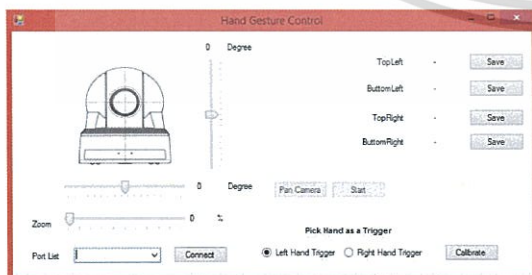 Hand Gesture Control
0 Degree
TopLeft - Save
ButtomLeft - Save
TopRight - Save
ButtomRight - Save
0 Degree
Pan Camera Start
Zoom 0 %
Pick Hand as a Trigger
Port List Connect Left Hand Trigger Right Hand Trigger Calibrate